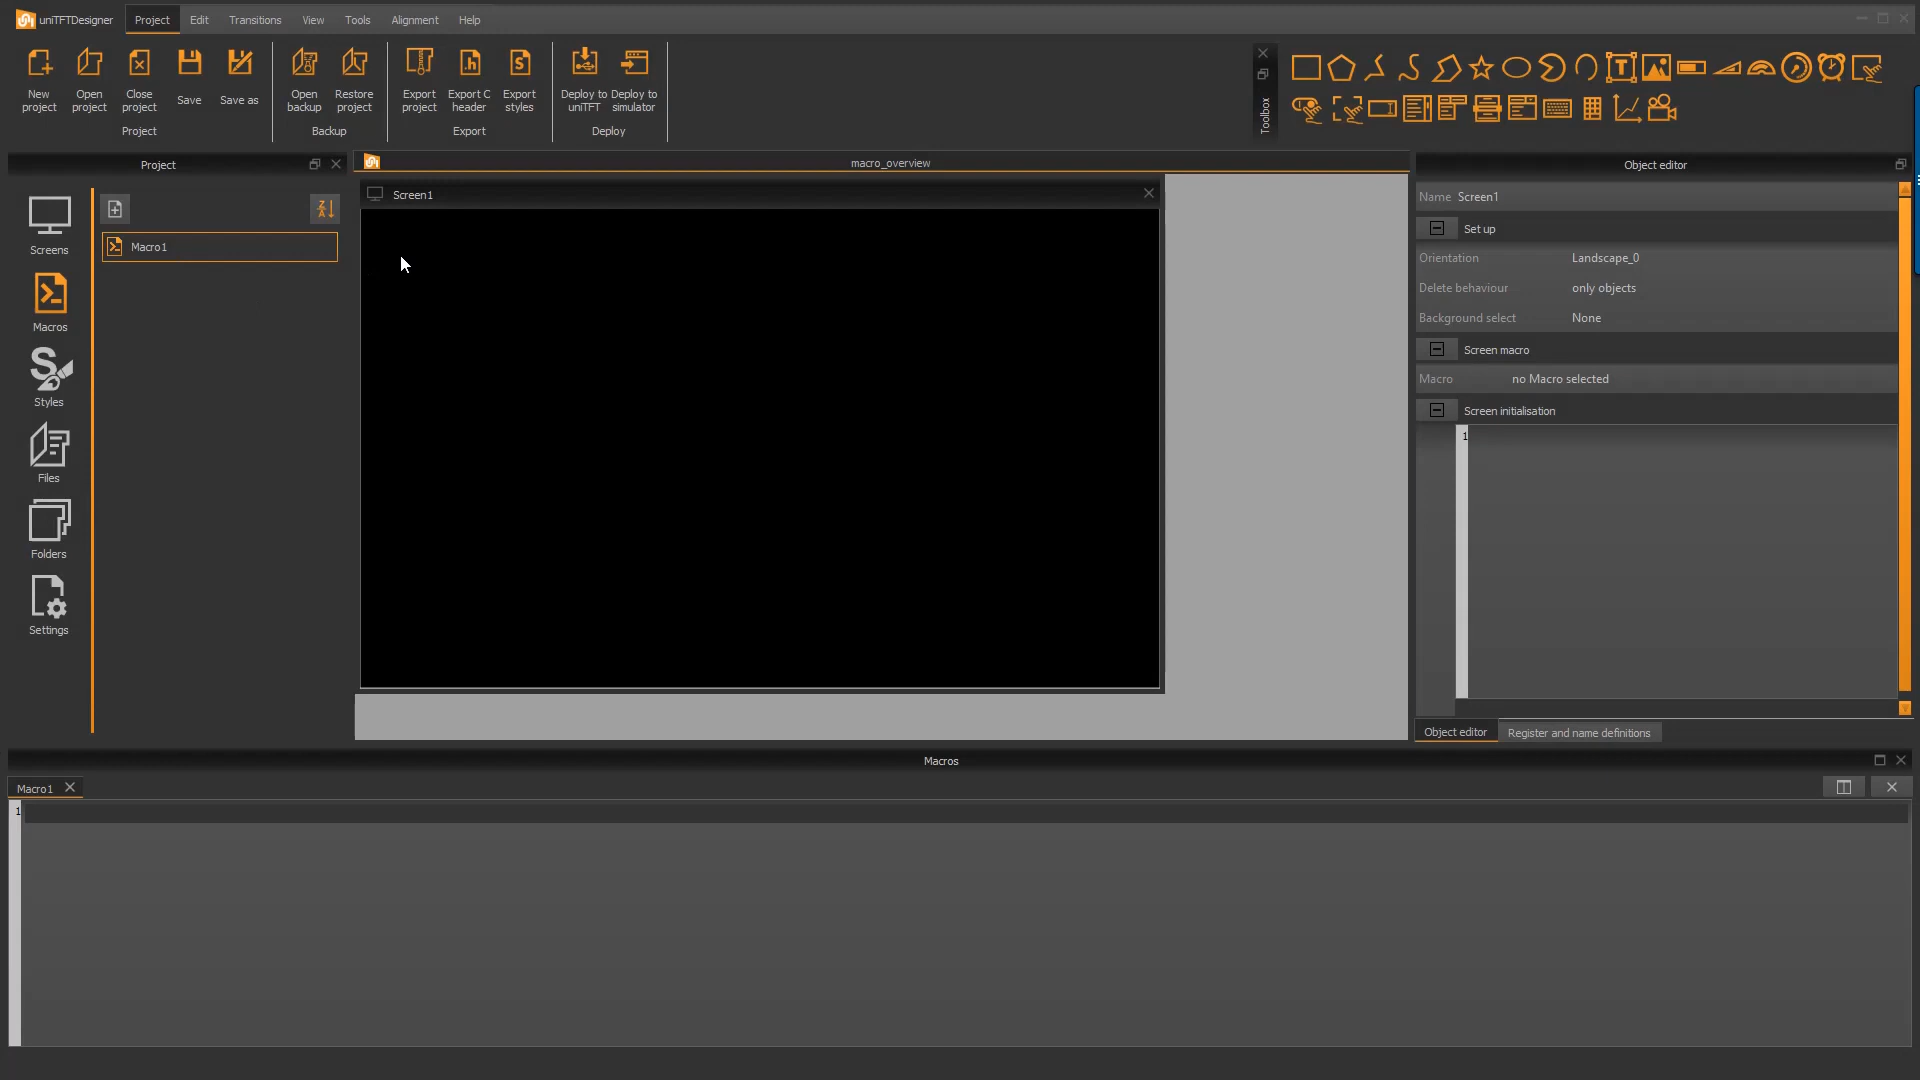 uniTFTDesigner
Project Edit Transitions View Tools Alignment Help
New project
Open project
Close project
Save
Save as
Project
Open backup
Restore project
Backup
Export project
Export C header
Export styles
Export
Deploy to uniTFT
Deploy to simulator
Deploy
Toolbox
Project
Screens
Macros
Styles
Files
Folders
Settings
Macro1
macro_overview
Screen1
Object editor
Name Screen1
Set up
Orientation Landscape_0
Delete behaviour only objects
Background select None
Screen macro
Macro no Macro selected
Screen initialisation
1
Object editor Register and name definitions
Macros
Macro1
1